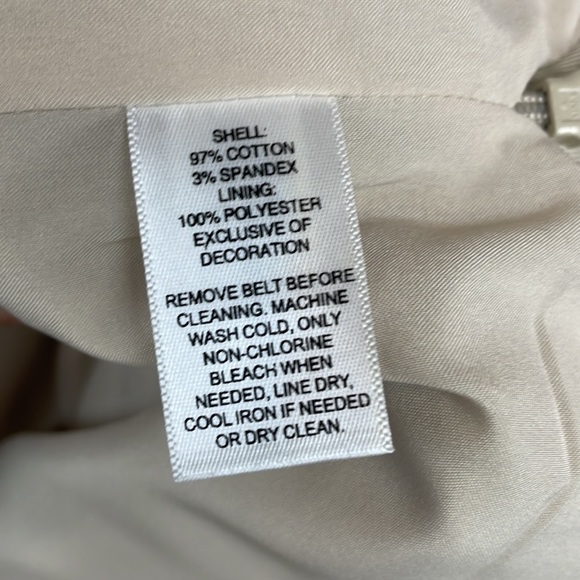 SHELL:
97% COTTON
3% SPANDEX
LINING:
100% POLYESTER
EXCLUSIVE OF
DECORATION
REMOVE BELT BEFORE
CLEANING. MACHINE
WASH COLD, ONLY
NON-CHLORINE
BLEACH WHEN
NEEDED, LINE DRY,
COOL IRON IF NEEDED
OR DRY CLEAN.